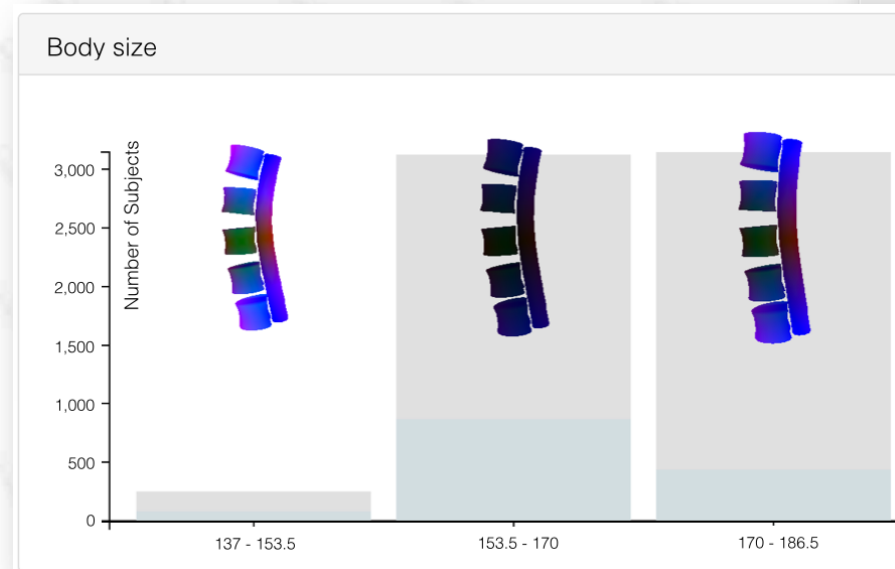 Body size
Number of Subjects
3,000
2,500
2,000
1,500
1,000
500
0
137 - 153.5
153.5 - 170
170 - 186.5